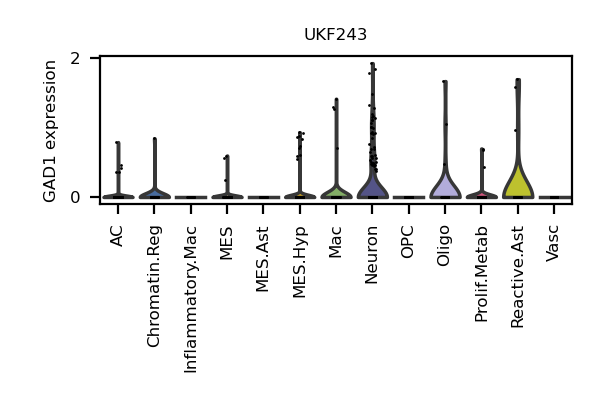 UKF243
GAD1 expression
2
0
AC
Chromatin.Reg
Inflammatory.Mac
MES
MES.Ast
MES.Hyp
Mac
Neuron
OPC
Oligo
Prolif.Metab
Reactive.Ast
Vasc